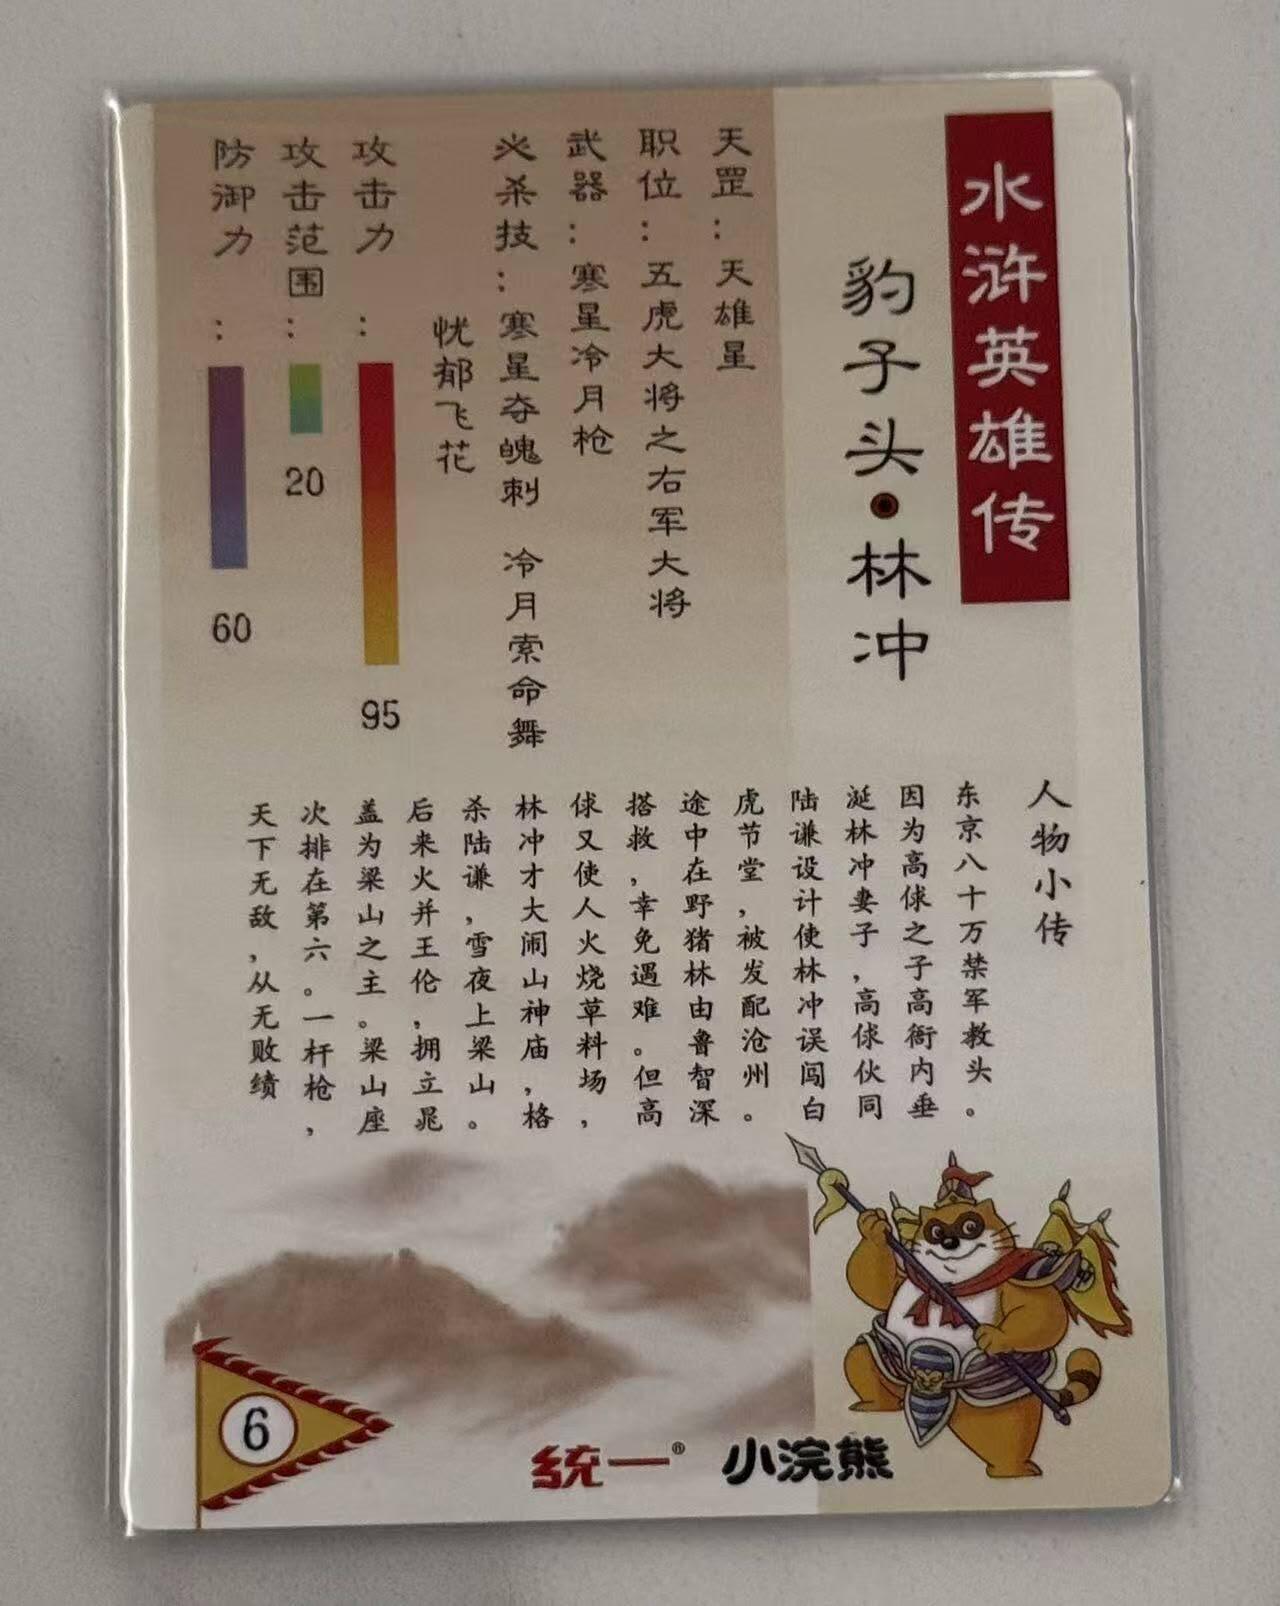 水浒英雄传
豹子头·林冲
天罡：天雄星
职位：五虎大将之右军大将
武器：寒星冷月枪
必杀技：寒星夺魄刺 冷月索命舞
忧郁飞花
攻击力：95
攻击范围：20
防御力：60
人物小传
东京八十万禁军教头。
因为高俅之子高衙内垂
涎林冲妻子，高俅伙同
陆谦设计使林冲误闯白
虎节堂，被发配沧州。
途中在野猪林由鲁智深
搭救，幸免遇难。但高
俅又使人火烧草料场，
林冲才大闹山神庙，格
杀陆谦，雪夜上梁山。
后来火并王伦，拥立晁
盖为梁山之主。梁山座
次排在第六。一杆枪，
天下无敌，从无败绩
6
統一® 小浣熊